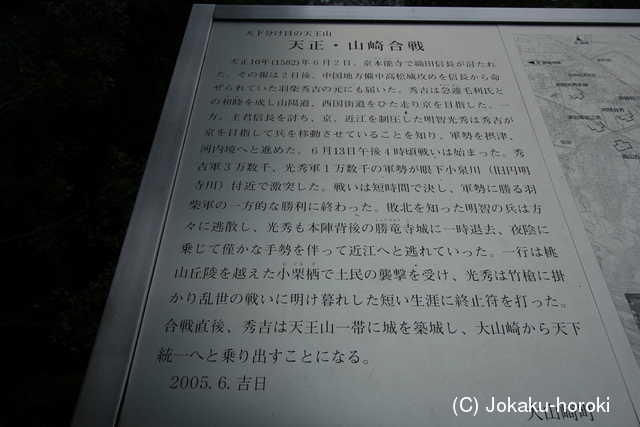 天下分け目の天王山
天正・山崎合戦
天正10年(1582)年6月2日、京本能寺で織田信長が討たれ
た。その報は2日後、中国地方備中高松城攻めを信長から命
ぜられていた羽柴秀吉の元にも届いた。秀吉は急遽毛利氏と
の和睦を成し山陽道、西国街道をひた走り京を目指した。一
方、主君信長を討ち、京、近江を制圧した明智光秀は秀吉が
京を目指して兵を移動させていることを知り、軍勢を摂津、
河内境へと進めた。6月13日午後4時頃戦いは始まった。秀
吉軍3万数千、光秀軍1万数千の軍勢が眼下小泉川(旧円明
寺川)付近で激突した。戦いは短時間で決し、軍勢に勝る羽
柴軍の一方的な勝利に終わった。敗北を知った明智の兵は方
々に逃散し、光秀も本陣背後の勝竜寺城に一時退去、夜陰に
乗じて僅かな手勢を伴って近江へと逃れていった。一行は桃
山丘陵を越えた小栗栖で土民の襲撃を受け、光秀は竹槍に掛
かり乱世の戦いに明け暮れした短い生涯に終止符を打った。
合戦直後、秀吉は天王山一帯に城を築城し、大山崎から天下
統一へと乗り出すことになる。
2005.6.吉日
大山崎町
(C) Jokaku-horoki